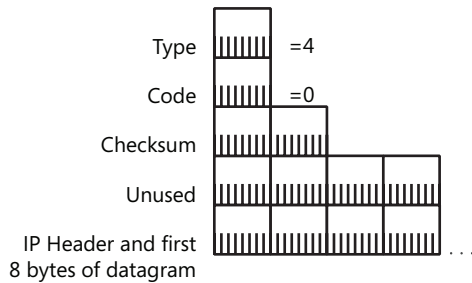 Type =4
Code =0
Checksum
Unused
IP Header and first
8 bytes of datagram . . .